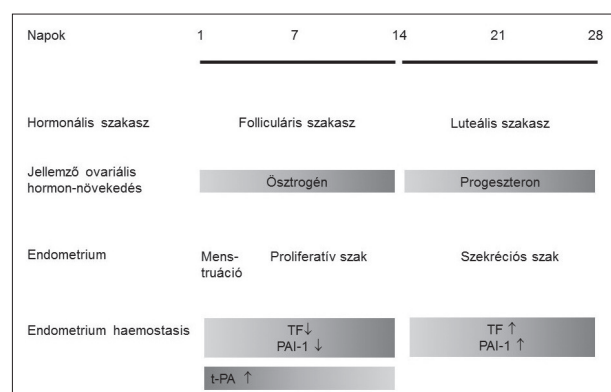 Napok 1 7 14 21 28
Hormonális szakasz Folliculáris szakasz Luteális szakasz
Jellemző ovariális
hormon-növekedés
Ösztrogén Progeszteron
Endometrium
Mens-
truáció
Proliferatív szak Szekréciós szak
Endometrium haemostasis
TF↓
PAI-1 ↓
TF ↑
PAI-1 ↑
t-PA ↑